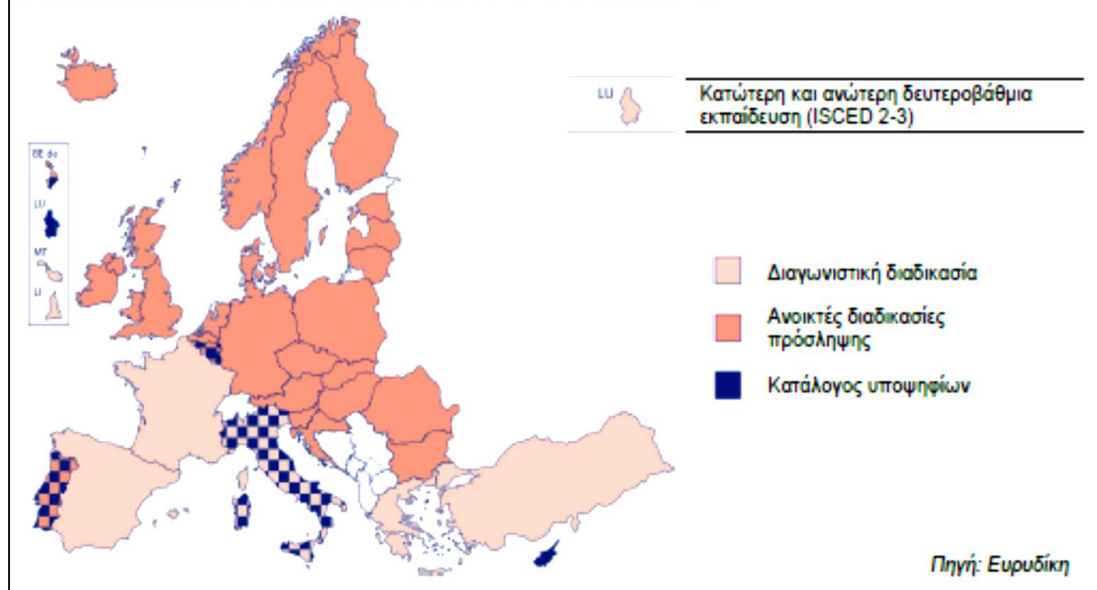 BE de
LU
MT
LI
LU
Κατώτερη και ανώτερη δευτεροβάθμια
εκπαίδευση (ISCED 2-3)
Διαγωνιστική διαδικασία
Ανοικτές διαδικασίες
πρόσληψης
Κατάλογος υποψηφίων
Πηγή: Ευρυδίκη